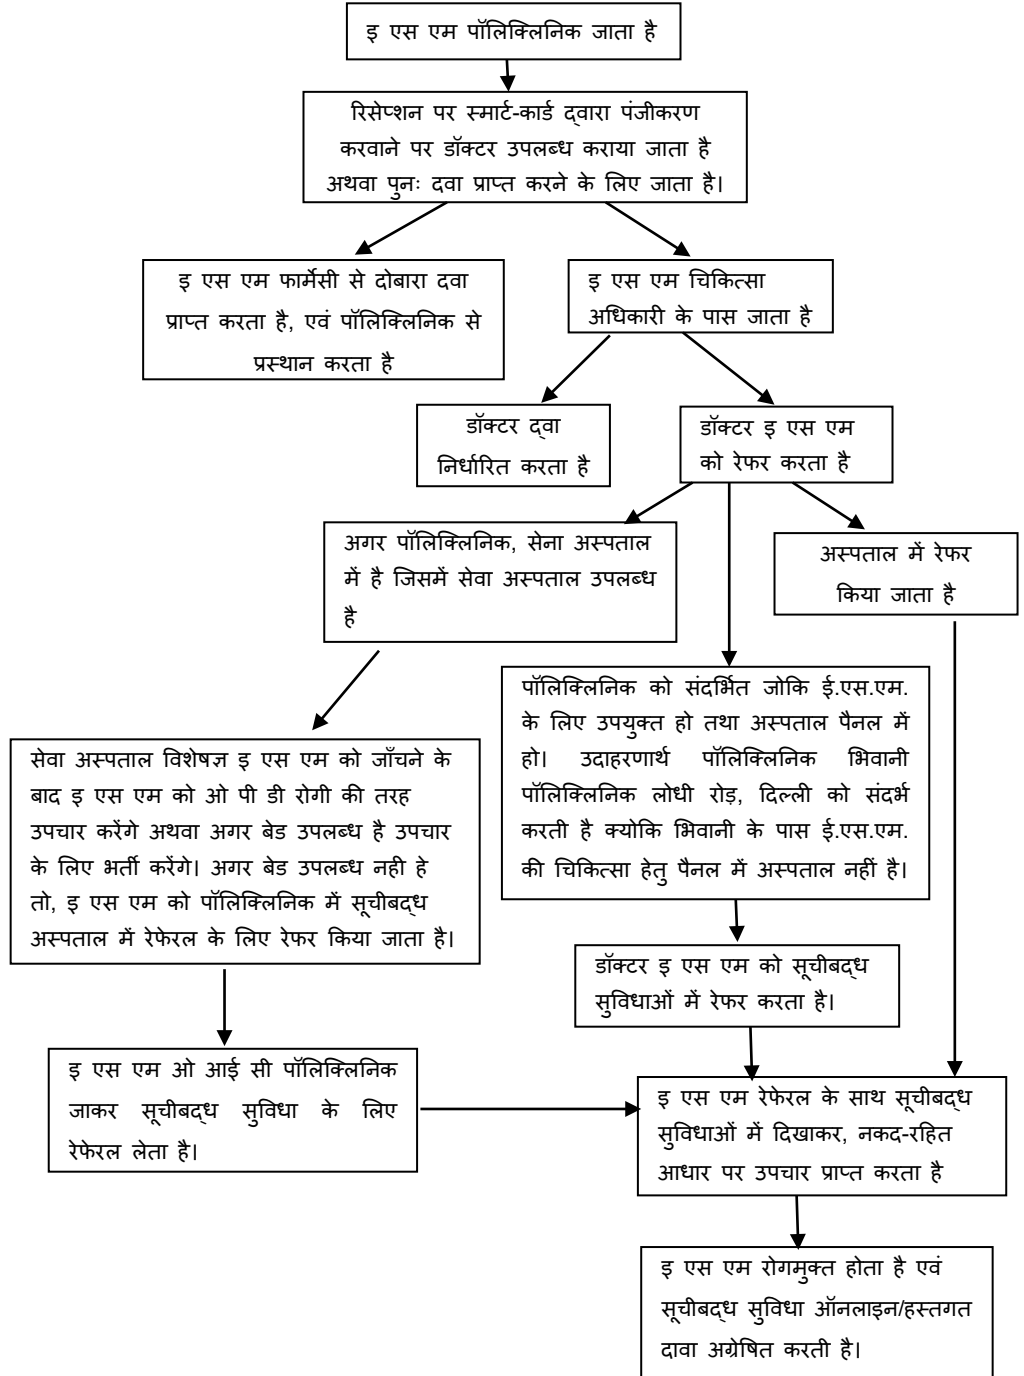 इ एस एम पॉलिक्लिनिक जाता है
रिसेप्शन पर स्मार्ट-कार्ड द्वारा पंजीकरण
करवाने पर डॉक्टर उपलब्ध कराया जाता है
अथवा पुनः दवा प्राप्त करने के लिए जाता है।
इ एस एम फार्मेसी से दोबारा दवा
प्राप्त करता है, एवं पॉलिक्लिनिक से
प्रस्थान करता है
इ एस एम चिकित्सा
अधिकारी के पास जाता है
डॉक्टर द्वा
निर्धारित करता है
डॉक्टर इ एस एम
को रेफर करता है
अगर पॉलिक्लिनिक, सेना अस्पताल
में है जिसमें सेवा अस्पताल उपलब्ध
है
अस्पताल में रेफर
किया जाता है
पॉलिक्लिनिक को संदर्भित जोकि ई.एस.एम.
के लिए उपयुक्त हो तथा अस्पताल पैनल में
हो। उदाहरणार्थ पॉलिक्लिनिक भिवानी
पॉलिक्लिनिक लोधी रोड़, दिल्ली को संदर्भ
करती है क्योकि भिवानी के पास ई.एस.एम.
की चिकित्सा हेतु पैनल में अस्पताल नहीं है।
सेवा अस्पताल विशेषज्ञ इ एस एम को जाँचने के
बाद इ एस एम को ओ पी डी रोगी की तरह
उपचार करेंगे अथवा अगर बेड उपलब्ध है उपचार
के लिए भर्ती करेंगे। अगर बेड उपलब्ध नही हे
तो, इ एस एम को पॉलिक्लिनिक में सूचीबद्ध
अस्पताल में रेफेरल के लिए रेफर किया जाता है।
डॉक्टर इ एस एम को सूचीबद्ध
सुविधाओं में रेफर करता है।
इ एस एम ओ आई सी पॉलिक्लिनिक
जाकर सूचीबद्ध सुविधा के लिए
रेफेरल लेता है।
इ एस एम रेफेरल के साथ सूचीबद्ध
सुविधाओं में दिखाकर, नकद-रहित
आधार पर उपचार प्राप्त करता है
इ एस एम रोगमुक्त होता है एवं
सूचीबद्ध सुविधा ऑनलाइन/हस्तगत
दावा अग्रेषित करती है।